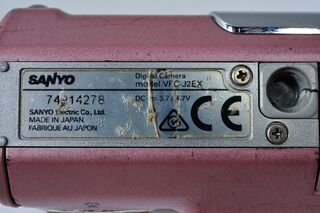 SANYO
Digital Camera
model VPC-J2EX
74914278
DC⎓ 3.7 / 4.7V
SANYO Electric Co., Ltd.
MADE IN JAPAN
FABRIQUE AU JAPON
CE